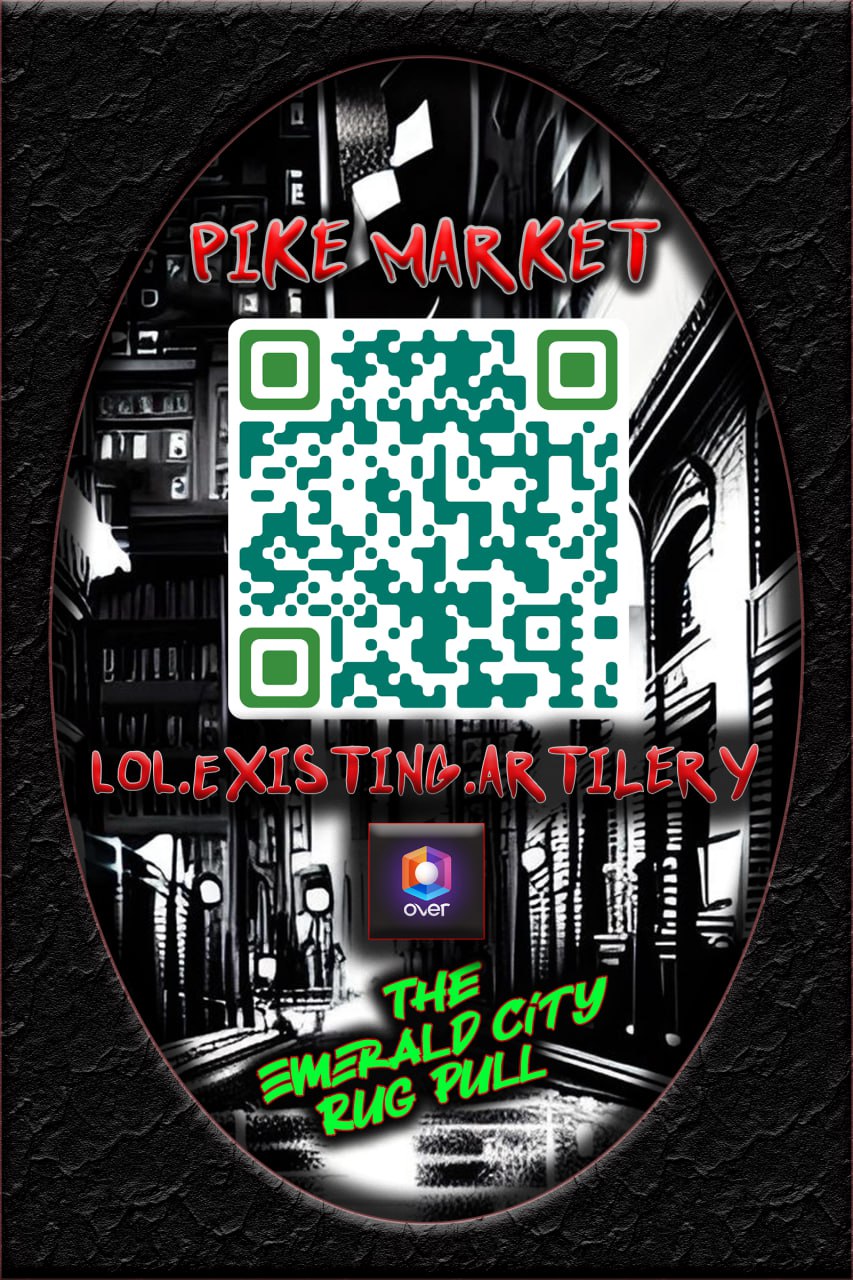 PIKE MARKET
LOL.EXISTING.ARTILERY
over
THE
EMERALD CITY
RUG PULL